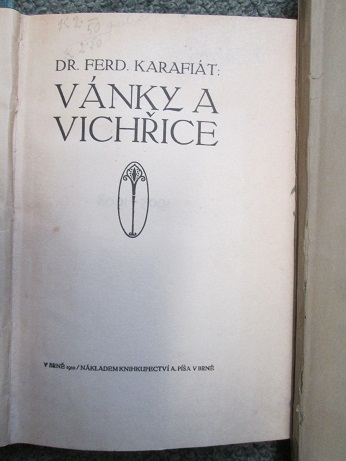 DR. FERD. KARAFIÁT:
VÁNKY A
VICHŘICE
V BRNĚ / NÁKLADEM KNIHKUPECTVÍ A. PÍŠA V BRNĚ